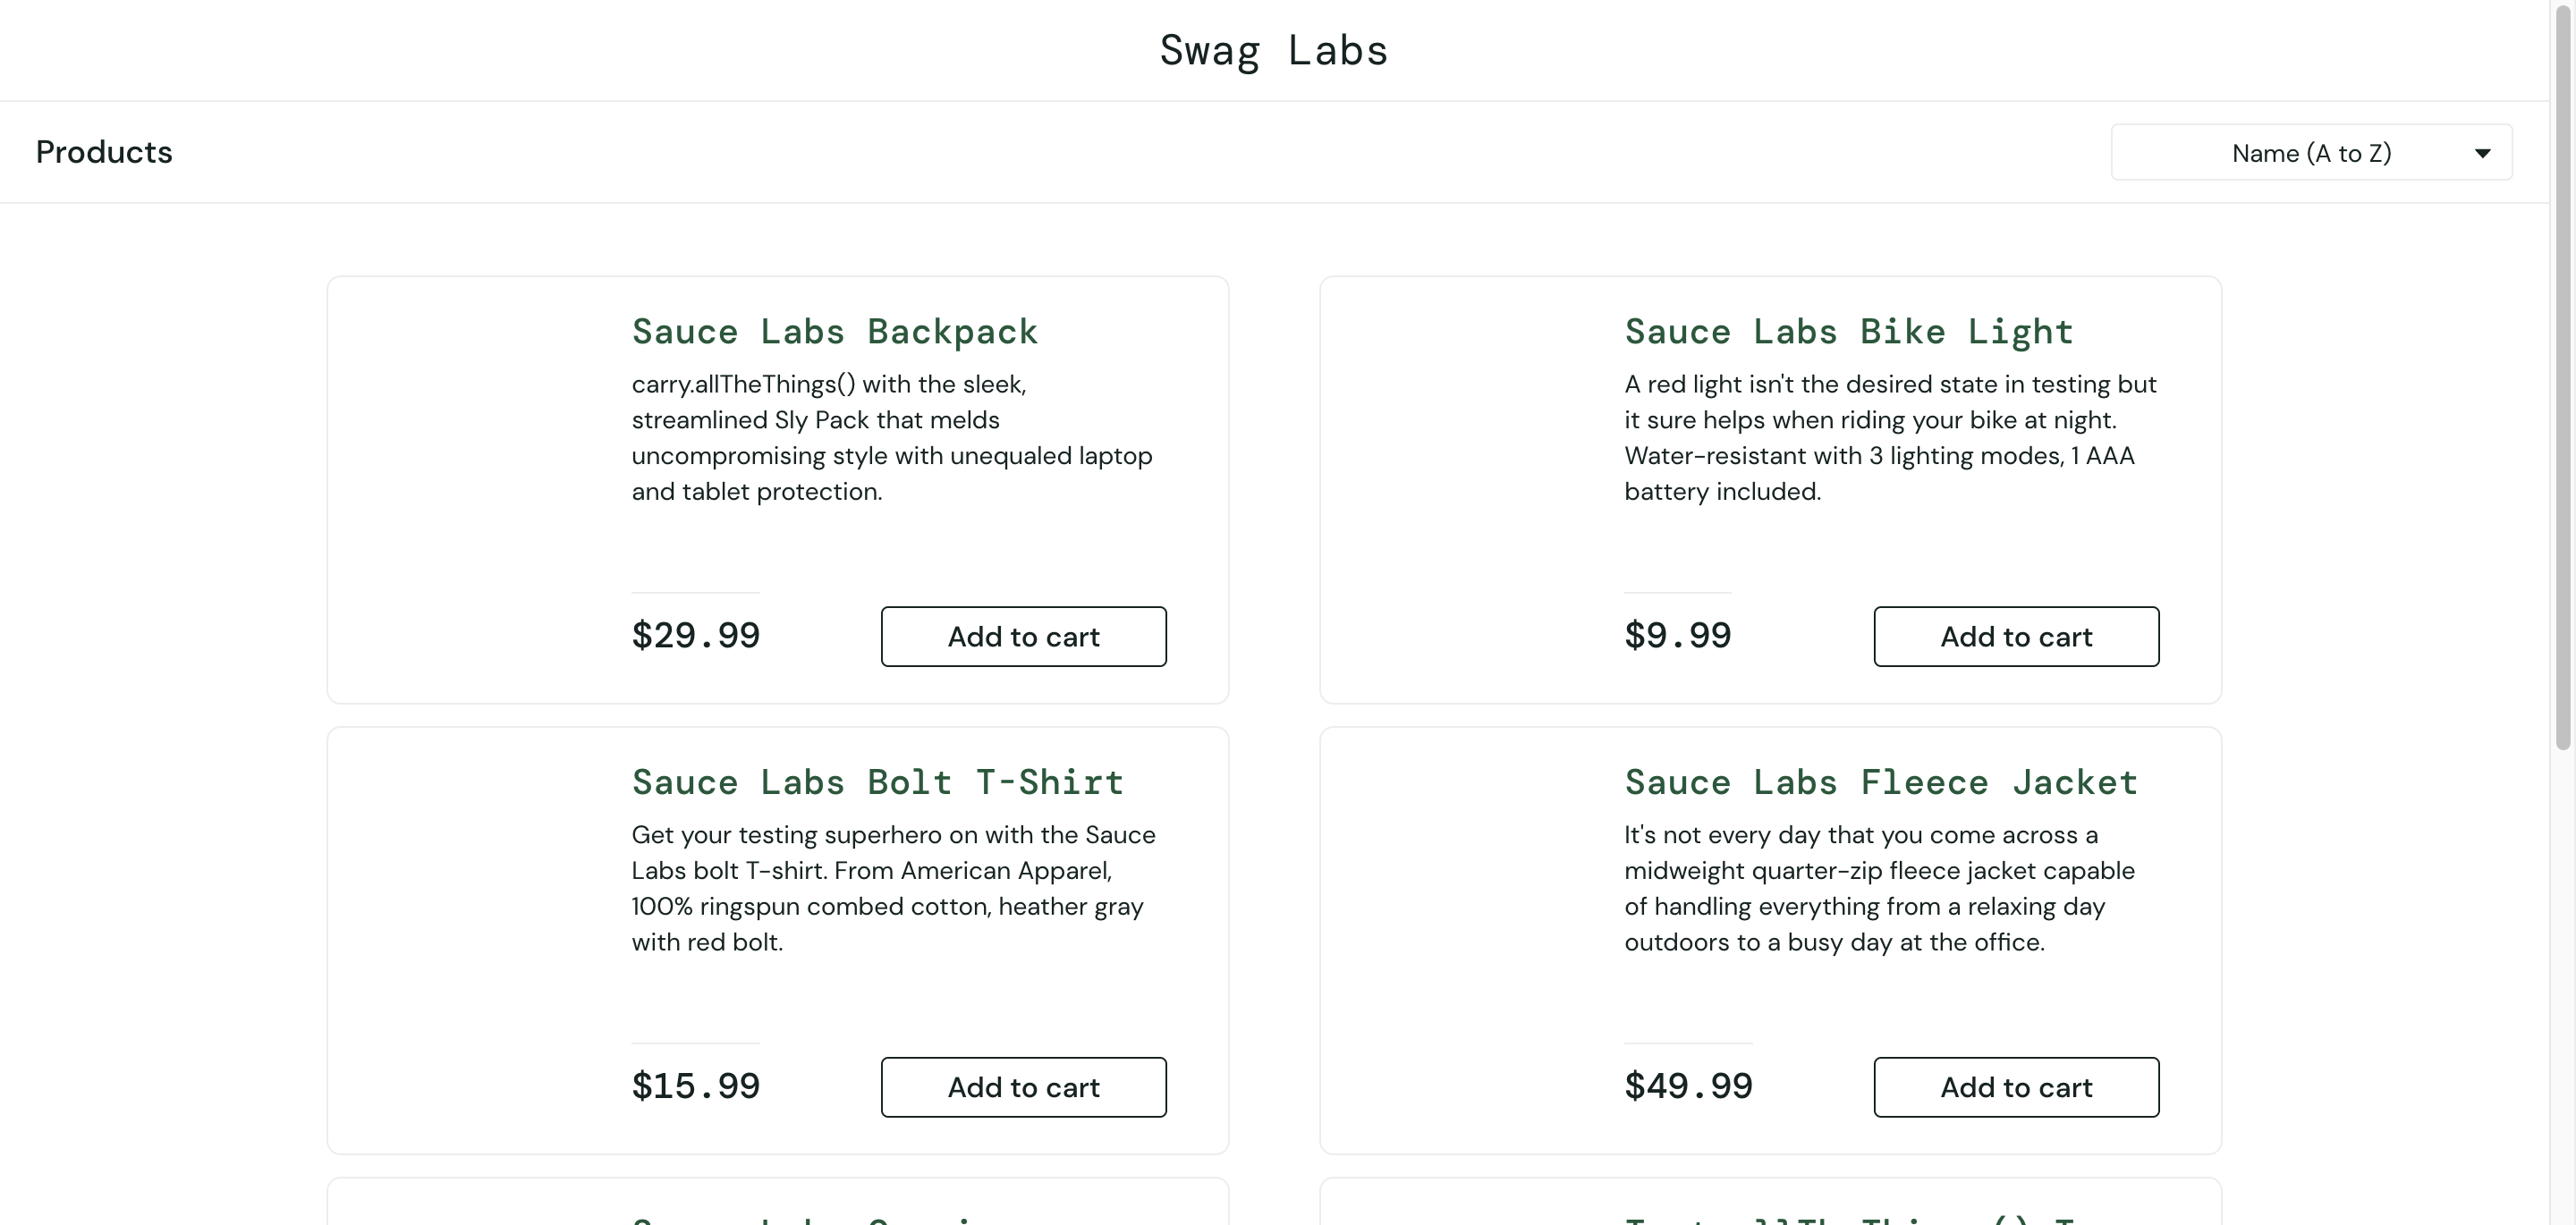 Swag Labs
Products
Name (A to Z)
Sauce Labs Backpack
carry.allTheThings() with the sleek,
streamlined Sly Pack that melds
uncompromising style with unequaled laptop
and tablet protection.
$29.99
Add to cart
Sauce Labs Bike Light
A red light isn't the desired state in testing but
it sure helps when riding your bike at night.
Water-resistant with 3 lighting modes, 1 AAA
battery included.
$9.99
Add to cart
Sauce Labs Bolt T-Shirt
Get your testing superhero on with the Sauce
Labs bolt T-shirt. From American Apparel,
100% ringspun combed cotton, heather gray
with red bolt.
$15.99
Add to cart
Sauce Labs Fleece Jacket
It's not every day that you come across a
midweight quarter-zip fleece jacket capable
of handling everything from a relaxing day
outdoors to a busy day at the office.
$49.99
Add to cart